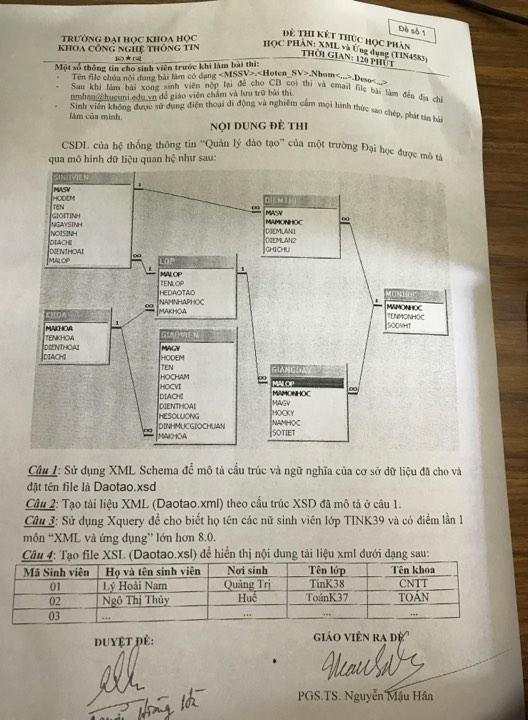 Đề số 1
TRƯỜNG ĐẠI HỌC KHOA HỌC
KHOA CÔNG NGHỆ THÔNG TIN
ĐỀ THI KẾT THÚC HỌC PHẦN
HỌC PHẦN: XML và Ứng dụng (TIN4583)
THỜI GIAN: 120 PHÚT
Một số thông tin cho sinh viên trước khi làm bài thi:
- Tên file chứa nội dung bài làm có dạng <MSSV>.<Hoten_SV>.Nhom<...>.Deso<...>
- Sau khi làm bài xong sinh viên nộp lại đề cho CB coi thi và email file bài làm đến địa chỉ
nmhan@hueuni.edu.vn để giáo viên chấm và lưu trữ bài thi.
- Sinh viên không được sử dụng điện thoại di động và nghiêm cấm mọi hình thức sao chép, phát tán bài
làm của mình.
NỘI DUNG ĐỀ THI
CSDL của hệ thống thông tin “Quản lý đào tạo” của một trường Đại học được mô tả
qua mô hình dữ liệu quan hệ như sau:
SINHVIEN
MASV
HODEM
TEN
GIOITINH
NGAYSINH
NOISINH
DIACHI
DIENTHOAI
MALOP
DIEMTHI
MASV
MAMONHOC
DIEMLAN1
DIEMLAN2
GHICHU
LOP
MALOP
TENLOP
HEDAOTAO
NAMNHAPHOC
MAKHOA
MONHOC
MAMONHOC
TENMONHOC
SODVHT
KHOA
MAKHOA
TENKHOA
DIENTHOAI
DIACHI
GIAOVIEN
MAGV
HODEM
TEN
HOCHAM
HOCVI
DIACHI
DIENTHOAI
HESOLUONG
DINHMUCGIOCHUAN
MAKHOA
GIANGDAY
MALOP
MAMONHOC
MAGV
HOCKY
NAMHOC
SOTIET
Câu 1: Sử dụng XML Schema để mô tả cấu trúc và ngữ nghĩa của cơ sở dữ liệu đã cho và
đặt tên file là Daotao.xsd
Câu 2: Tạo tài liệu XML (Daotao.xml) theo cấu trúc XSD đã mô tả ở câu 1.
Câu 3: Sử dụng Xquery để cho biết họ tên các nữ sinh viên lớp TINK39 và có điểm lần 1
môn “XML và ứng dụng” lớn hơn 8.0.
Câu 4: Tạo file XSL (Daotao.xsl) để hiển thị nội dung tài liệu xml dưới dạng sau:
Mã Sinh viên Họ và tên sinh viên Nơi sinh Tên lớp Tên khoa
01 Lý Hoài Nam Quảng Trị TinK38 CNTT
02 Ngô Thị Thủy Huế ToánK37 TOÁN
03 ... ... ... ...
DUYỆT ĐỀ:
GIÁO VIÊN RA ĐỀ
PGS.TS. Nguyễn Mậu Hân